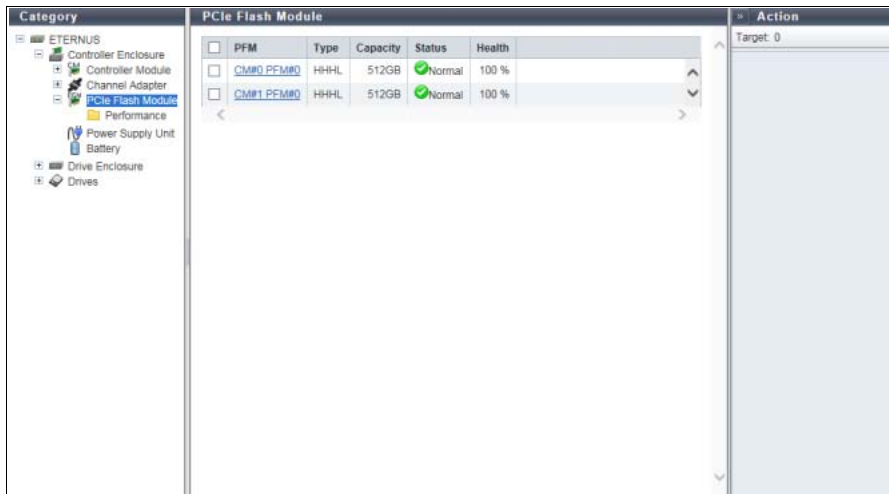 Category
ETERNUS
Controller Enclosure
Controller Module
Channel Adapter
PCIe Flash Module
Performance
Power Supply Unit
Battery
Drive Enclosure
Drives
PCIe Flash Module
PFM Type Capacity Status Health
CM#0 PFM#0 HHHL 512GB Normal 100 %
CM#1 PFM#0 HHHL 512GB Normal 100 %
» Action
Target: 0